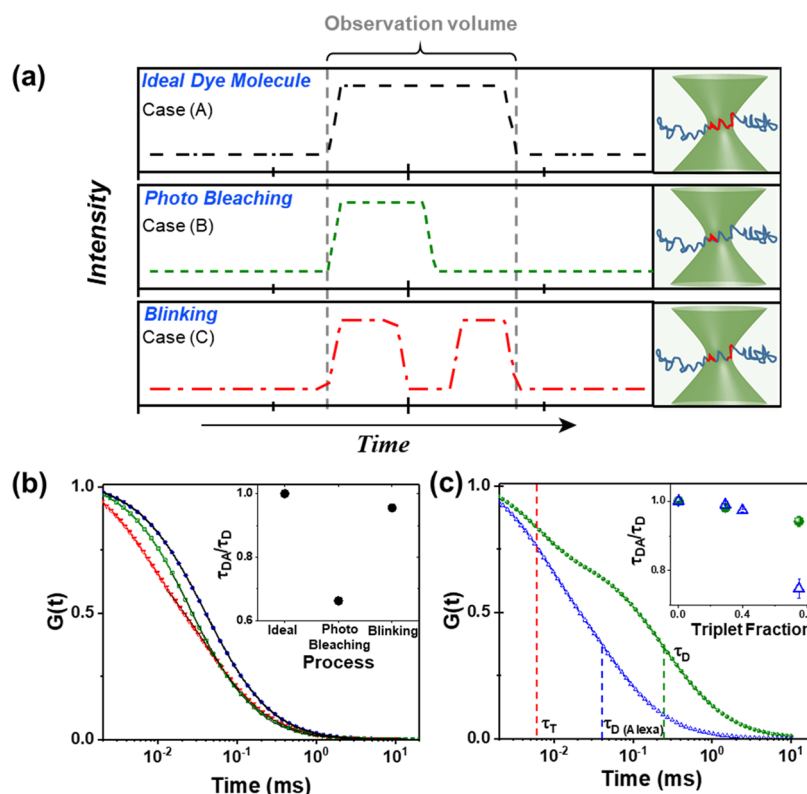 Observation volume
(a)
Ideal Dye Molecule
Case (A)
Photo Bleaching
Case (B)
Blinking
Case (C)
Intensity
Time
(b)
1.0
0.5
0.0
G(t)
10⁻² 10⁻¹ 10⁰ 10¹
Time (ms)
1.0
0.8
0.6
τDA/τD
Ideal Photo Blinking
Bleaching
Process
(c)
1.0
0.5
0.0
G(t)
τT
τD (Alexa)
τD
10⁻² 10⁻¹ 10⁰ 10¹
Time (ms)
1.0
0.8
τDA/τD
0.0 0.4
Triplet Fraction